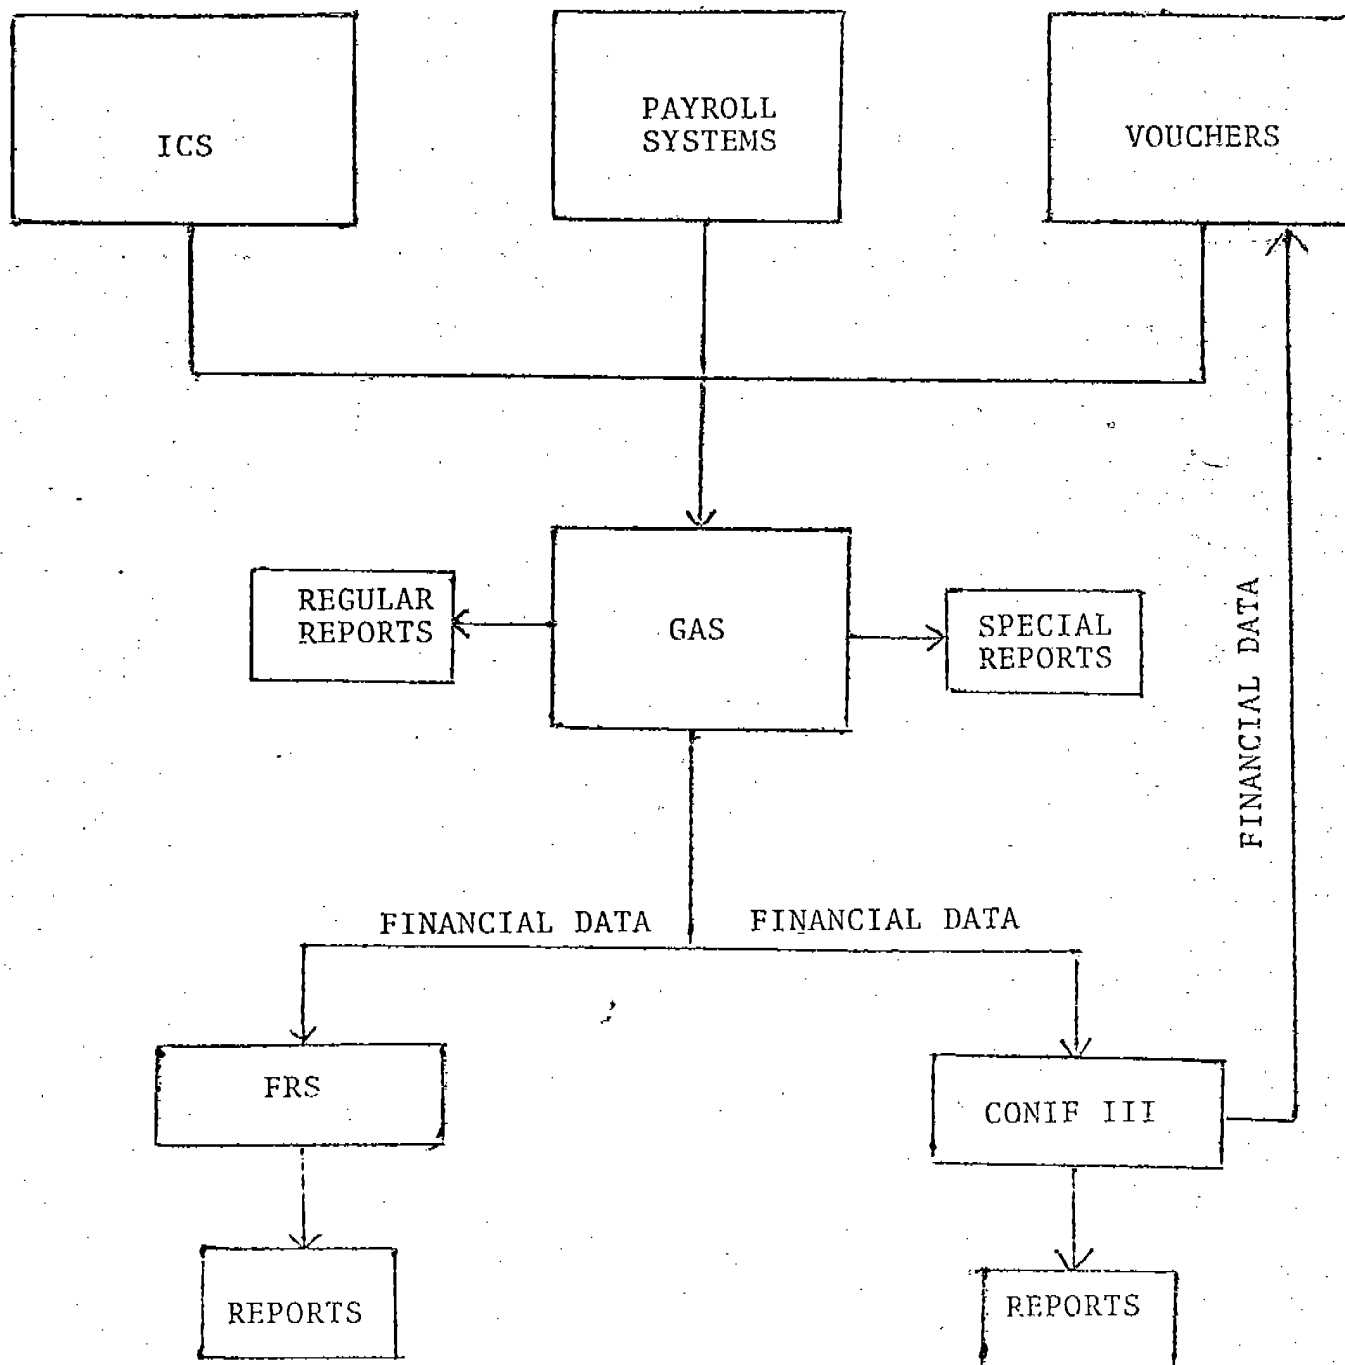 ICS
PAYROLL
SYSTEMS
VOUCHERS
REGULAR
REPORTS
GAS
SPECIAL
REPORTS
FINANCIAL DATA
FINANCIAL DATA
FINANCIAL DATA
FRS
CONIF III
REPORTS
REPORTS